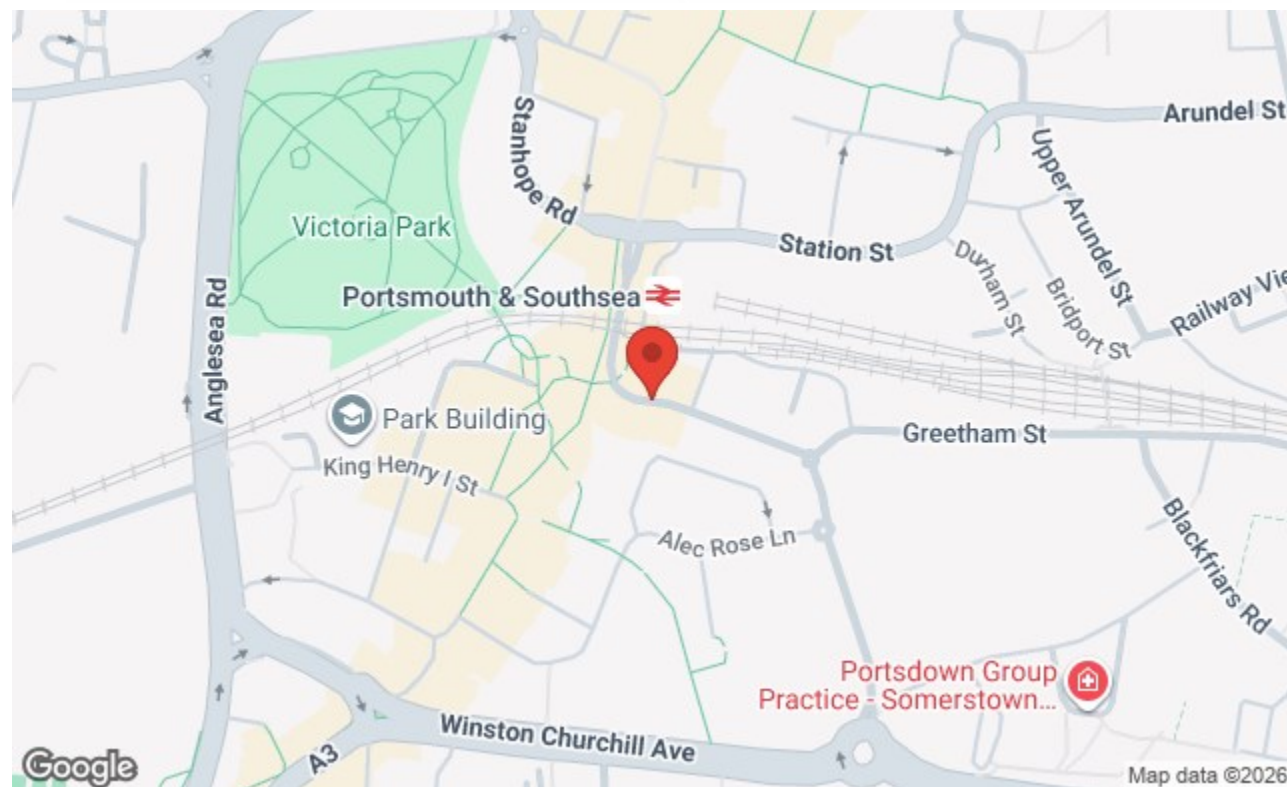 Arundel St
Stanhope Rd
Upper Arundel St
Victoria Park
Station St
Durham St
Bridport St
Railway Vie
Portsmouth & Southsea
Anglesea Rd
Park Building
Greetham St
King Henry I St
Alec Rose Ln
Blackfriars Rd
Portsdown Group
Practice - Somerstown...
Winston Churchill Ave
A3
Google
Map data ©2026